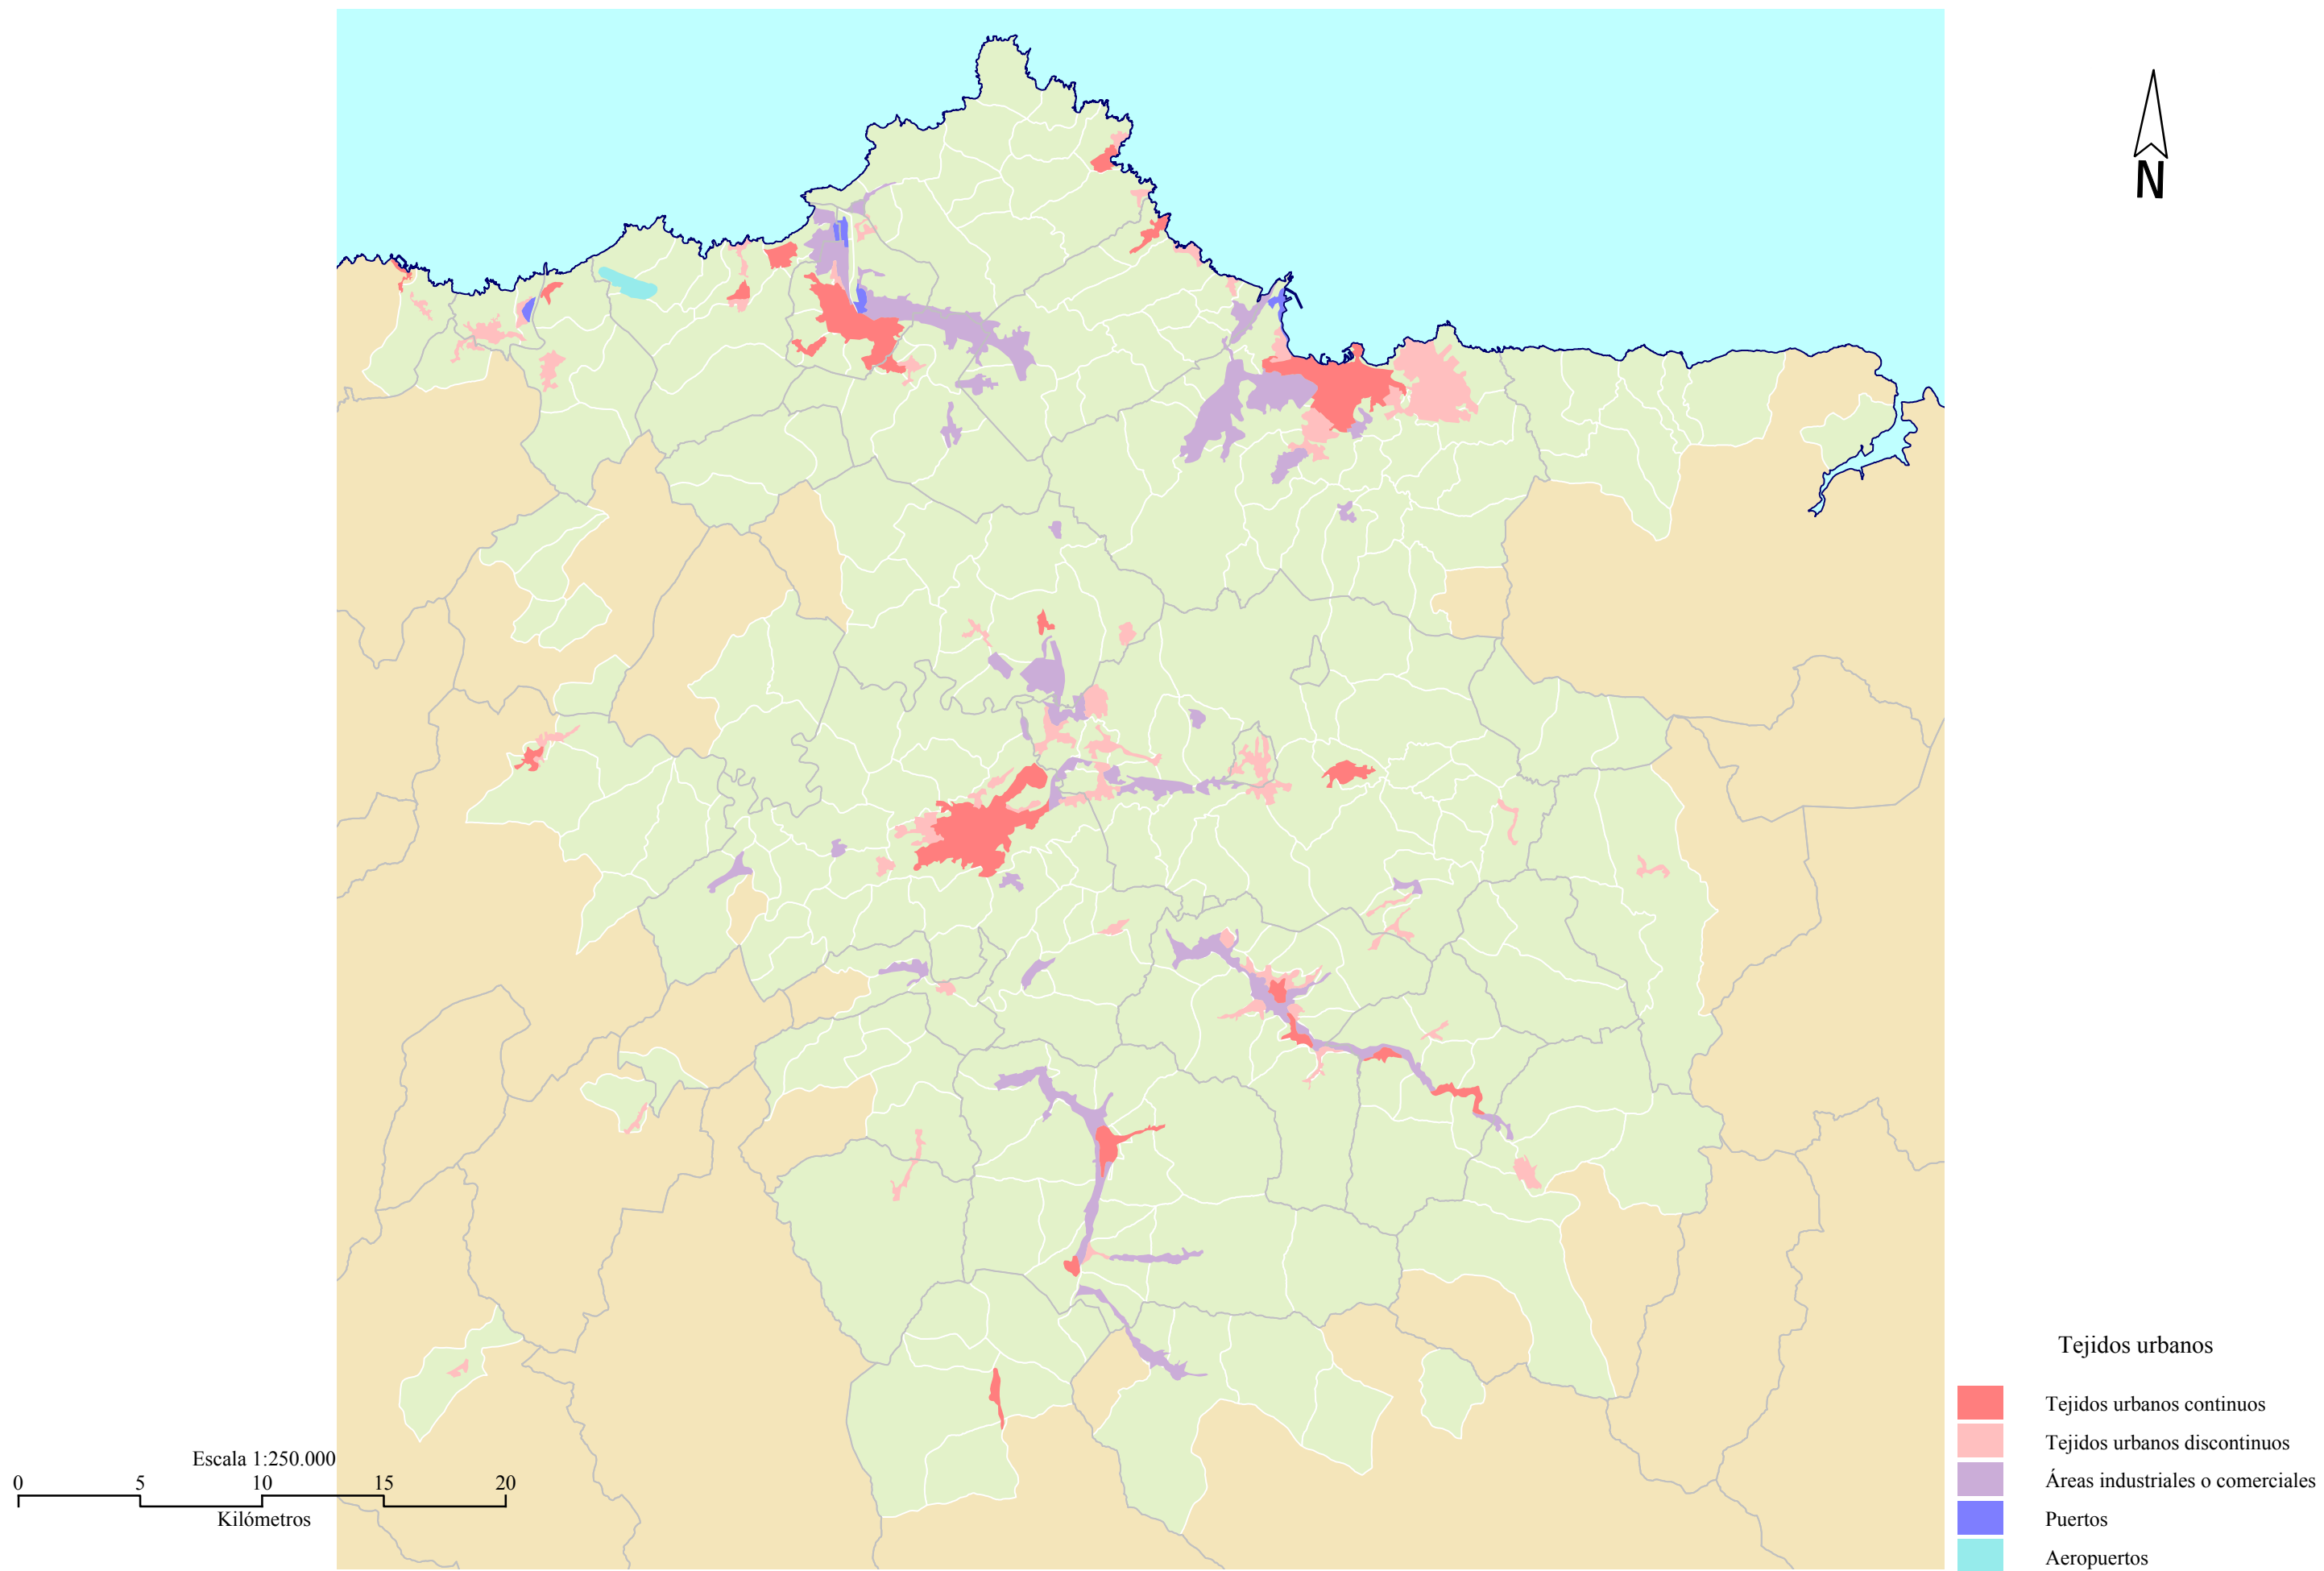 N
Tejidos urbanos
Tejidos urbanos continuos
Tejidos urbanos discontinuos
Áreas industriales o comerciales
Puertos
Aeropuertos
Escala 1:250.000
0 5 10 15 20
Kilómetros